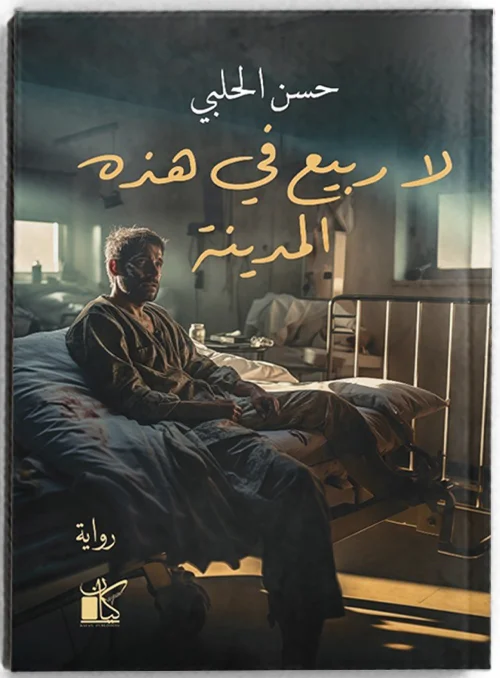 حسن الحلبي
لا ربيع في هذه
المدينة
رواية
كيان